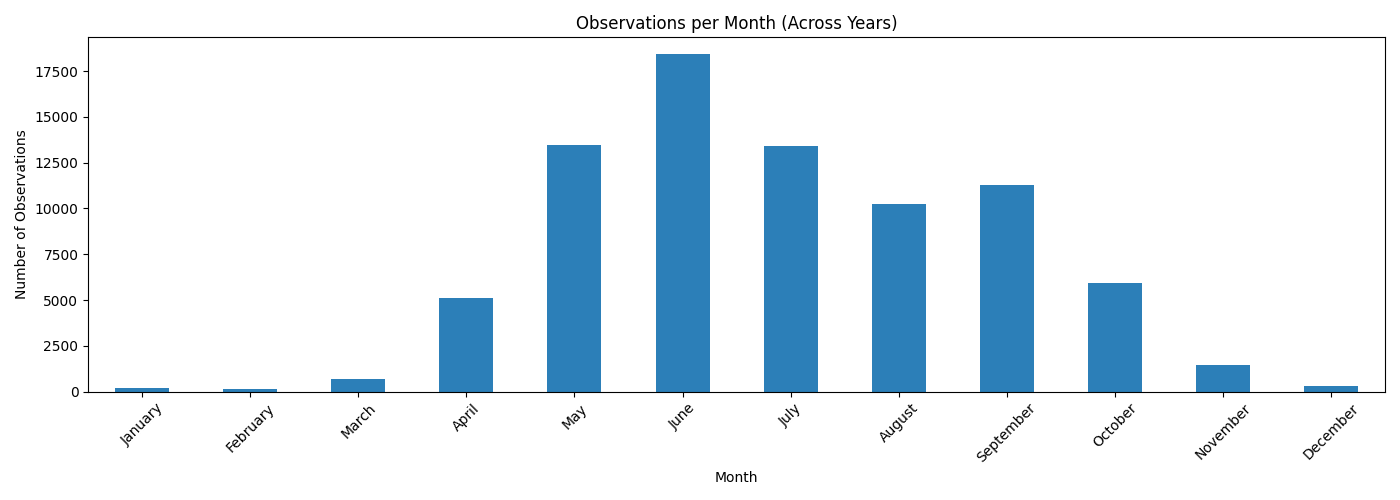 Observations per Month (Across Years)
Number of Observations
17500
15000
12500
10000
7500
5000
2500
0
January
February
March
April
May
June
July
August
September
October
November
December
Month